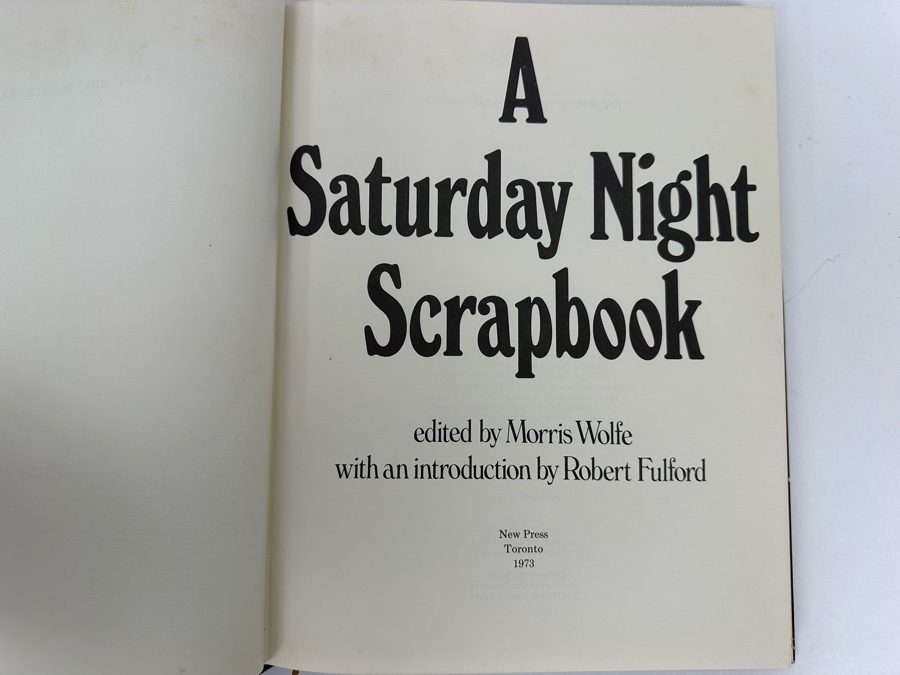 A
Saturday Night
Scrapbook
edited by Morris Wolfe
with an introduction by Robert Fulford
New Press
Toronto
1973